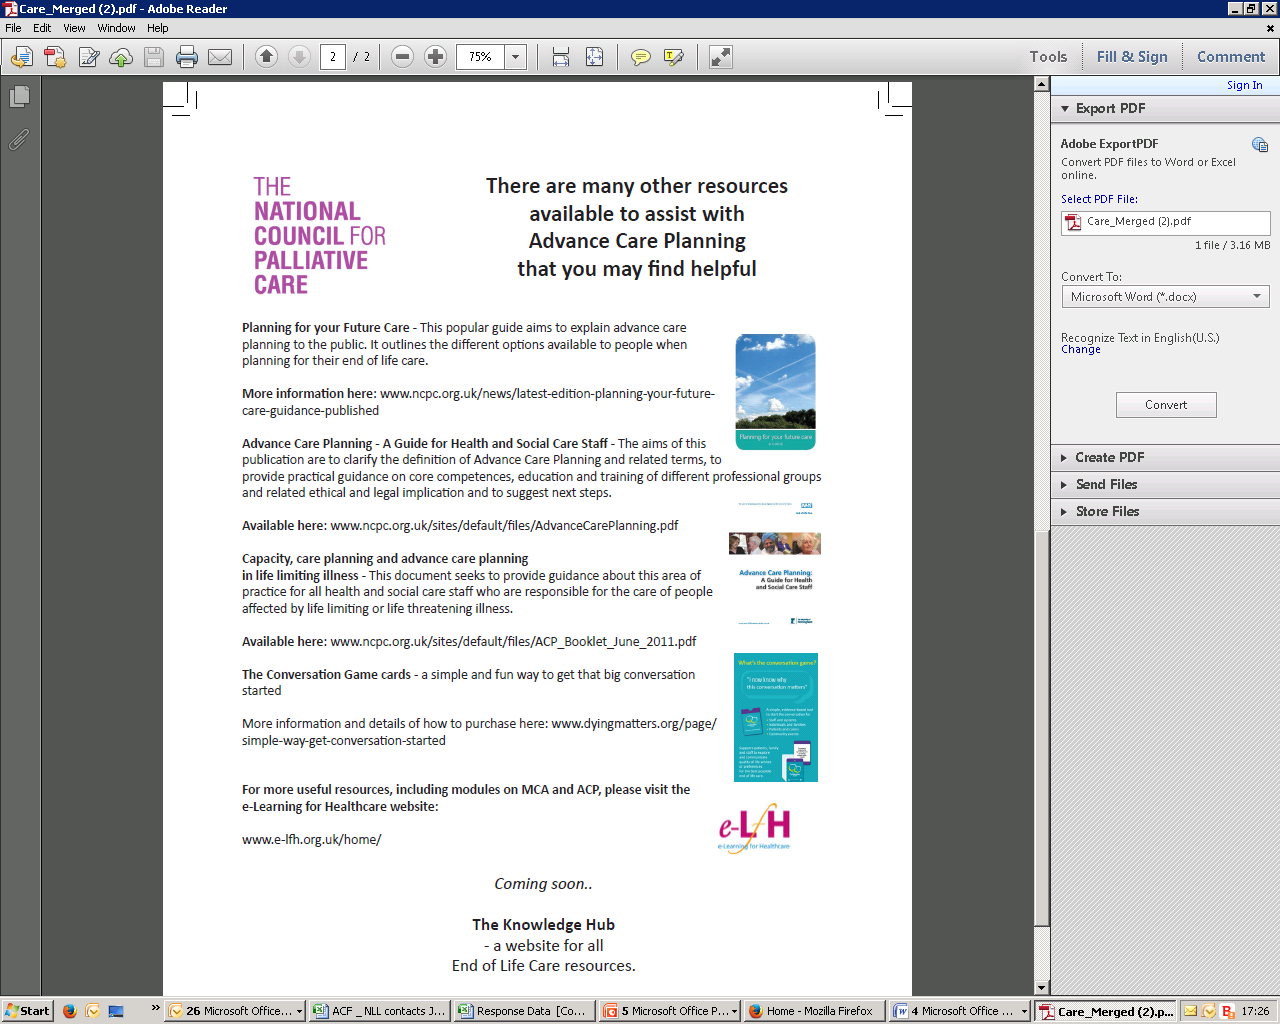 Care_Merged (2).pdf - Adobe Reader
File Edit View Window Help
2 / 2 75% Tools Fill & Sign Comment
Sign In
Export PDF
Adobe ExportPDF
Convert PDF files to Word or Excel
online.
Select PDF File:
Care_Merged (2).pdf
1 file / 3.16 MB
Convert To:
Microsoft Word (*.docx)
Recognize Text in English(U.S.)
Change
Convert
Create PDF
Send Files
Store Files
THE
NATIONAL
COUNCIL FOR
PALLIATIVE
CARE
There are many other resources
available to assist with
Advance Care Planning
that you may find helpful
Planning for your Future Care - This popular guide aims to explain advance care
planning to the public. It outlines the different options available to people when
planning for their end of life care.
More information here: www.ncpc.org.uk/news/latest-edition-planning-your-future-
care-guidance-published
Planning for your future care
Advance Care Planning - A Guide for Health and Social Care Staff - The aims of this
publication are to clarify the definition of Advance Care Planning and related terms, to
provide practical guidance on core competences, education and training of different professional groups
and related ethical and legal implication and to suggest next steps.
Available here: www.ncpc.org.uk/sites/default/files/AdvanceCarePlanning.pdf
NHS
Advance Care Planning:
A Guide for Health
and Social Care Staff
Capacity, care planning and advance care planning
in life limiting illness - This document seeks to provide guidance about this area of
practice for all health and social care staff who are responsible for the care of people
affected by life limiting or life threatening illness.
Available here: www.ncpc.org.uk/sites/default/files/ACP_Booklet_June_2011.pdf
The Conversation Game cards - a simple and fun way to get that big conversation
started
More information and details of how to purchase here: www.dyingmatters.org/page/
simple-way-get-conversation-started
What's the conversation game?
"I now know why
this conversation matters"
For more useful resources, including modules on MCA and ACP, please visit the
e-Learning for Healthcare website:
www.e-lfh.org.uk/home/
e-LfH
e-Learning for Healthcare
Coming soon..
The Knowledge Hub
- a website for all
End of Life Care resources.
Start » 26 Microsoft Office... ACF _ NLL contacts J... Response Data [Co... 5 Microsoft P... Home - Mozilla Firefox 4 Microsoft Office ... Care_Merged (2).p... 17:26